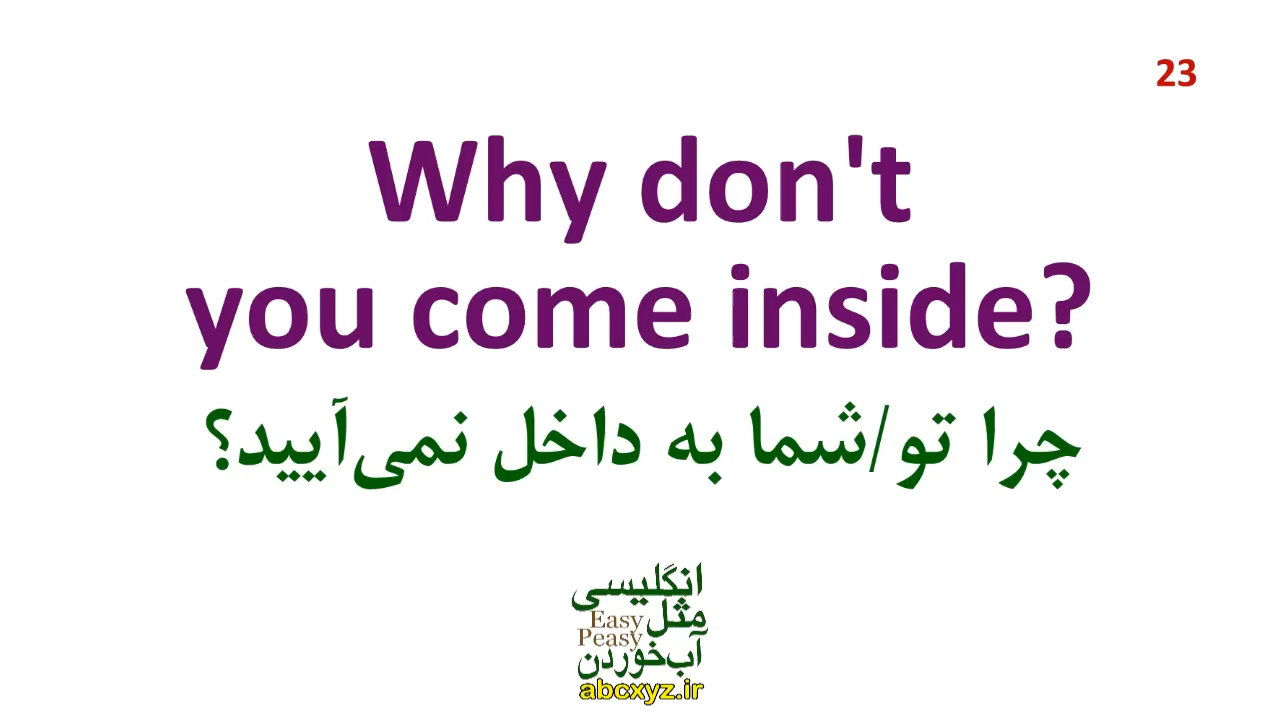 23
Why don't
you come inside?
چرا تو/شما به داخل نمی‌آیید؟
انگلیسی
مثل
Easy
Peasy
آب‌خوردن
abcxyz.ir